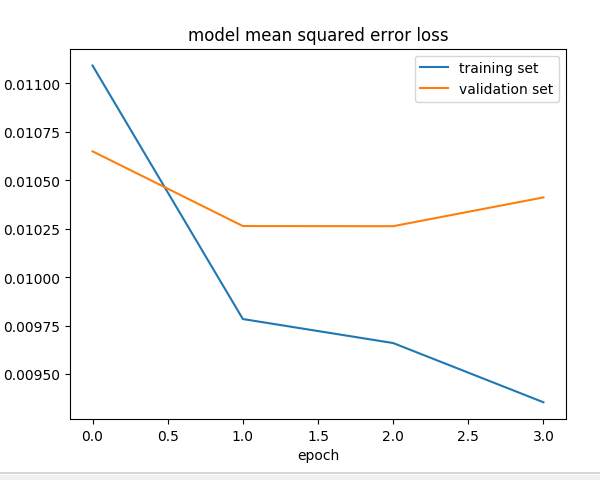 model mean squared error loss
training set
validation set
0.01100
0.01075
0.01050
0.01025
0.01000
0.00975
0.00950
0.0 0.5 1.0 1.5 2.0 2.5 3.0
epoch